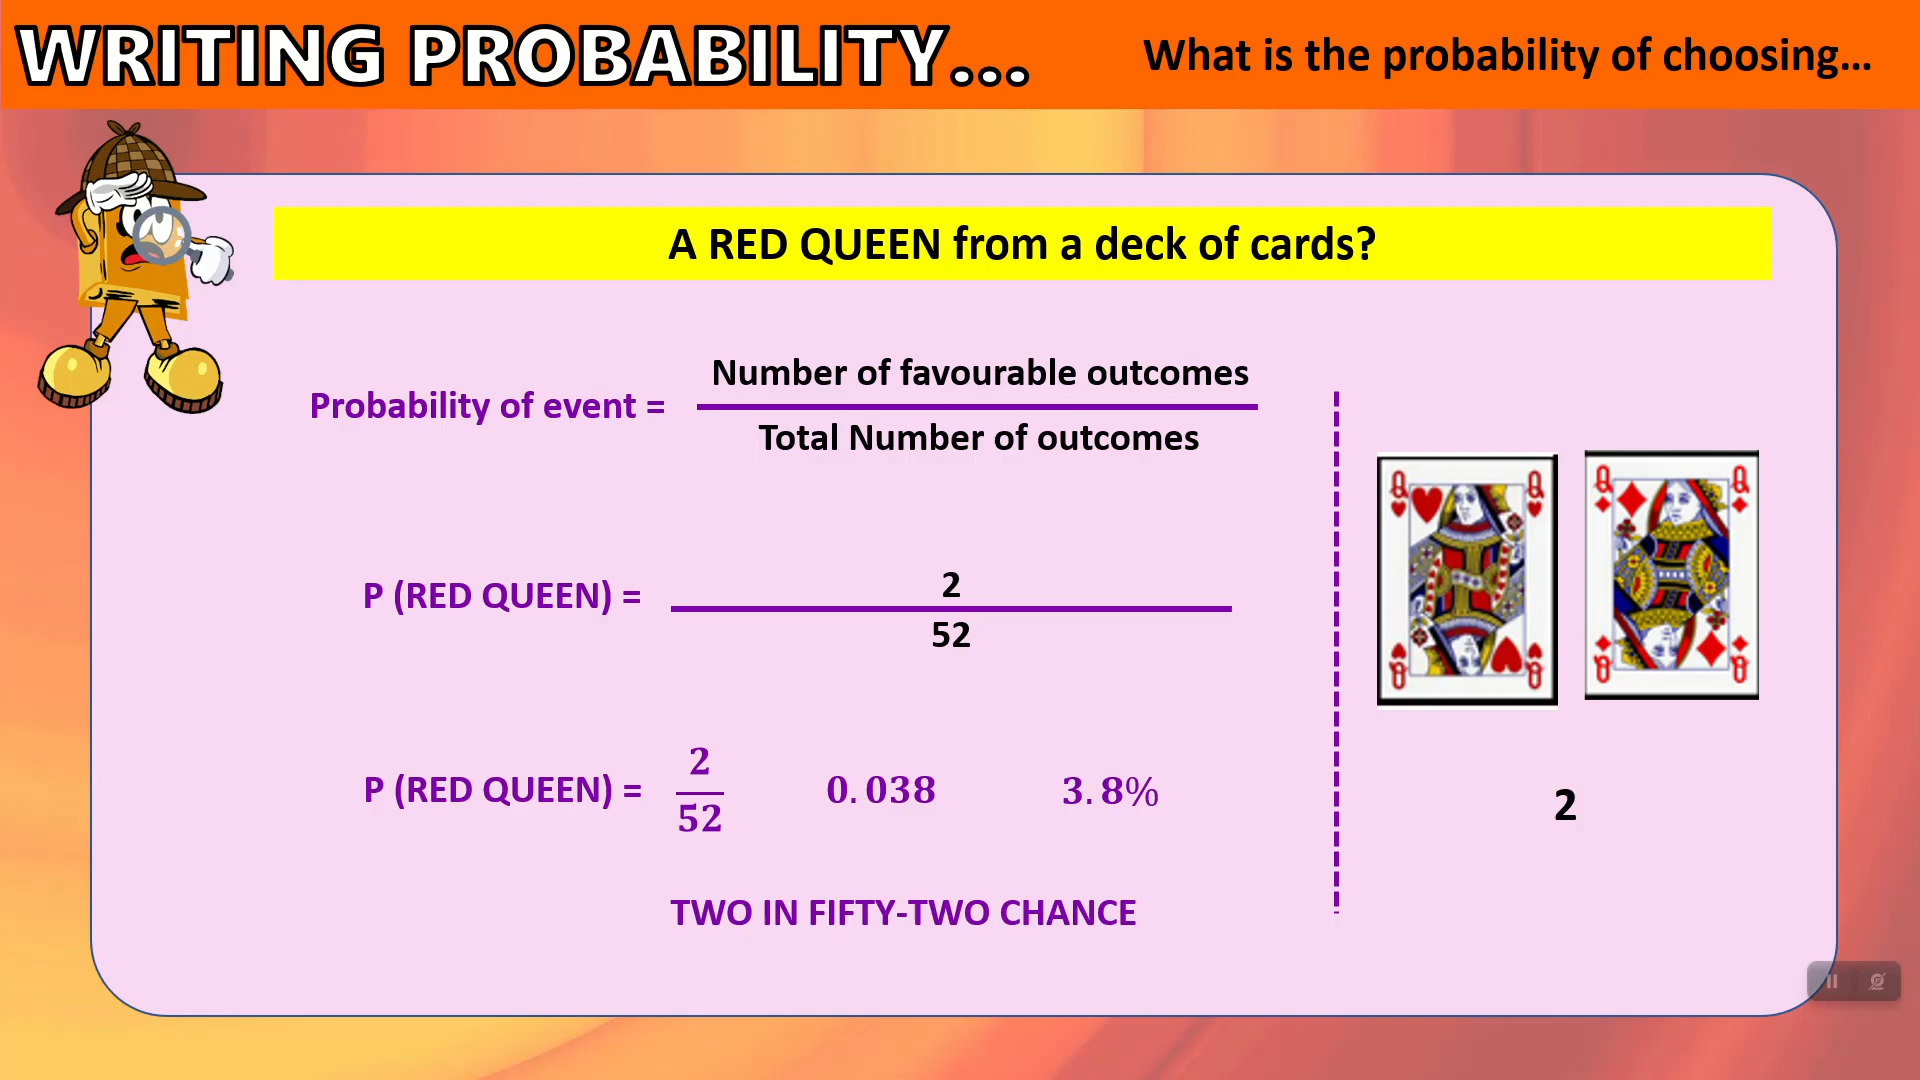 WRITING PROBABILITY...
What is the probability of choosing...
A RED QUEEN from a deck of cards?
Probability of event =
Number of favourable outcomes
Total Number of outcomes
P (RED QUEEN) =
2
52
P (RED QUEEN) =
2
52
0.038
3.8%
TWO IN FIFTY-TWO CHANCE
Q Q
Q Q
Q Q
Q Q
2